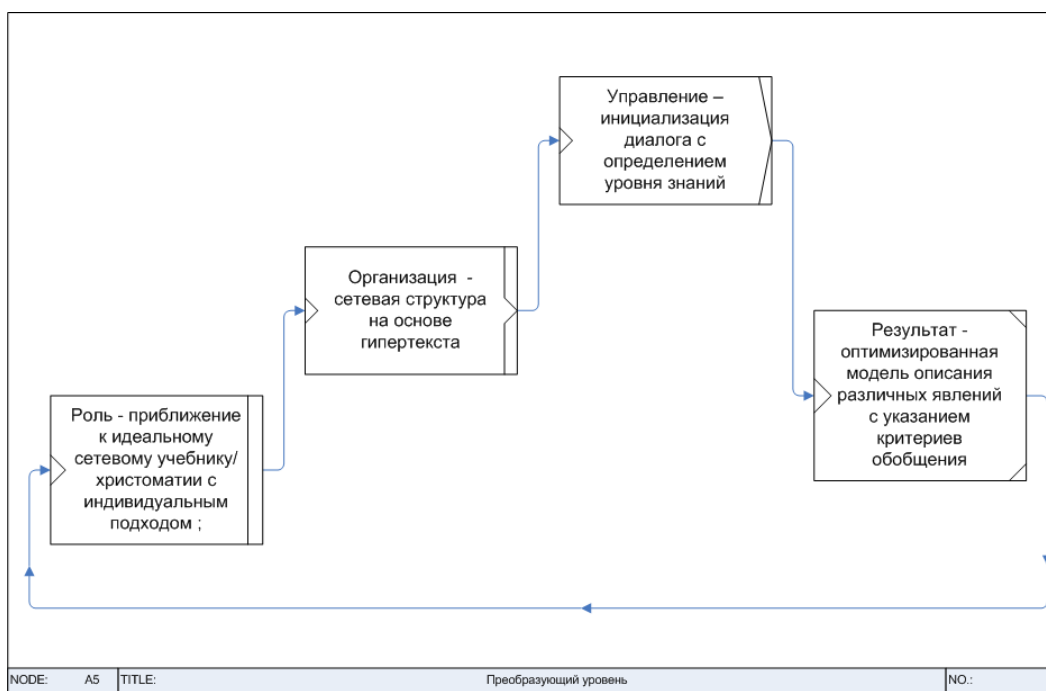 Управление –
инициализация
диалога с
определением
уровня знаний
Организация -
сетевая структура
на основе
гипертекста
Результат -
оптимизированная
модель описания
различных явлений
с указанием
критериев
обобщения
Роль - приближение
к идеальному
сетевому учебнику/
христоматии с
индивидуальным
подходом ;
NODE: A5 TITLE: Преобразующий уровень NO.: